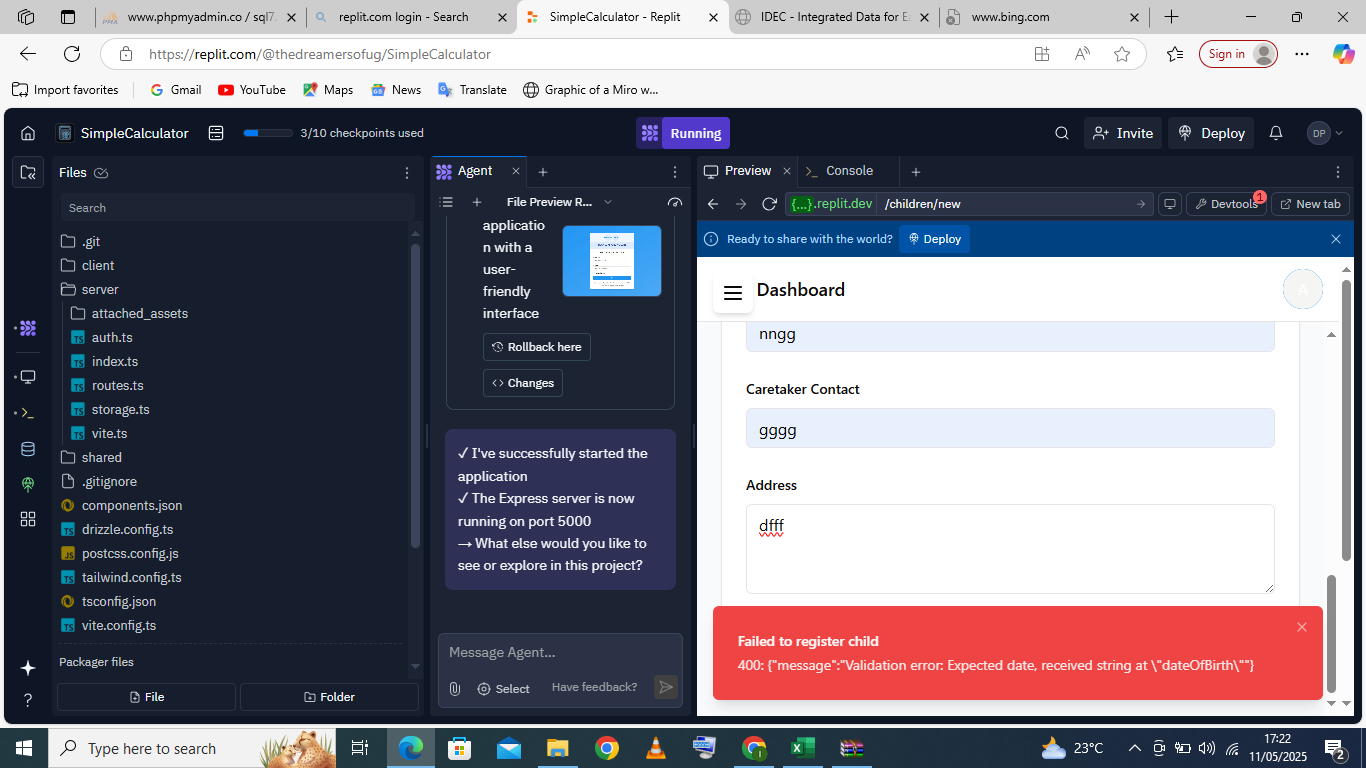 www.phpmyadmin.co / sql7.
replit.com login - Search
SimpleCalculator - Replit
IDEC - Integrated Data for Ea
www.bing.com
https://replit.com/@thedreamersofug/SimpleCalculator
Sign in
Import favorites
Gmail
YouTube
Maps
News
Translate
Graphic of a Miro w...
SimpleCalculator
3/10 checkpoints used
Running
Invite
Deploy
DP
Files
Search
.git
client
server
attached_assets
auth.ts
index.ts
routes.ts
storage.ts
vite.ts
shared
.gitignore
components.json
drizzle.config.ts
postcss.config.js
tailwind.config.ts
tsconfig.json
vite.config.ts
Packager files
File
Folder
Agent
File Preview R...
applicatio
n with a
user-
friendly
interface
Rollback here
Changes
✓ I've successfully started the
application
✓ The Express server is now
running on port 5000
→ What else would you like to
see or explore in this project?
Message Agent...
Select
Have feedback?
Preview
Console
{...}.replit.dev
/children/new
Devtools
1
New tab
Ready to share with the world?
Deploy
Dashboard
A
nngg
Caretaker Contact
gggg
Address
dfff
Failed to register child
400: {"message":"Validation error: Expected date, received string at \"dateOfBirth\""}
Type here to search
23°C
17:22
11/05/2025
2